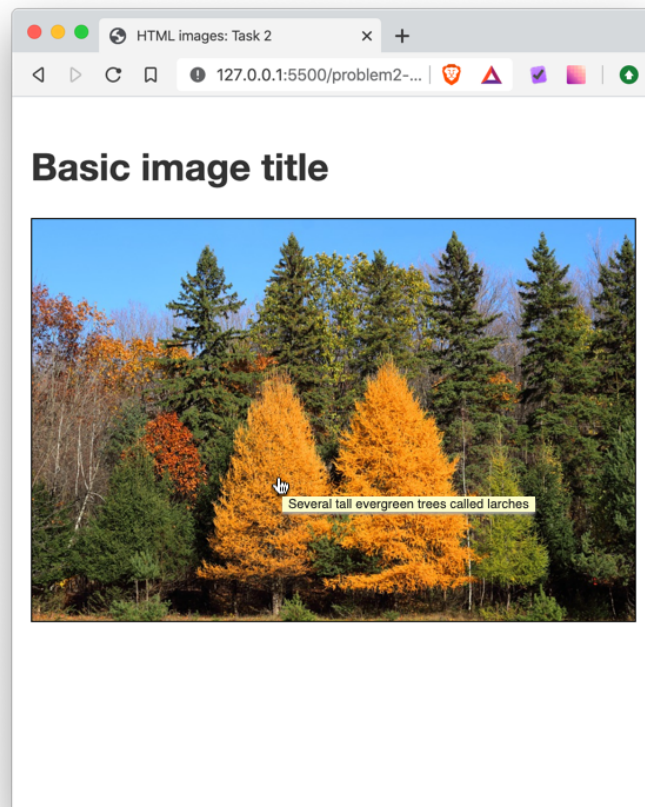 HTML images: Task 2
127.0.0.1:5500/problem2-...
Basic image title
Several tall evergreen trees called larches